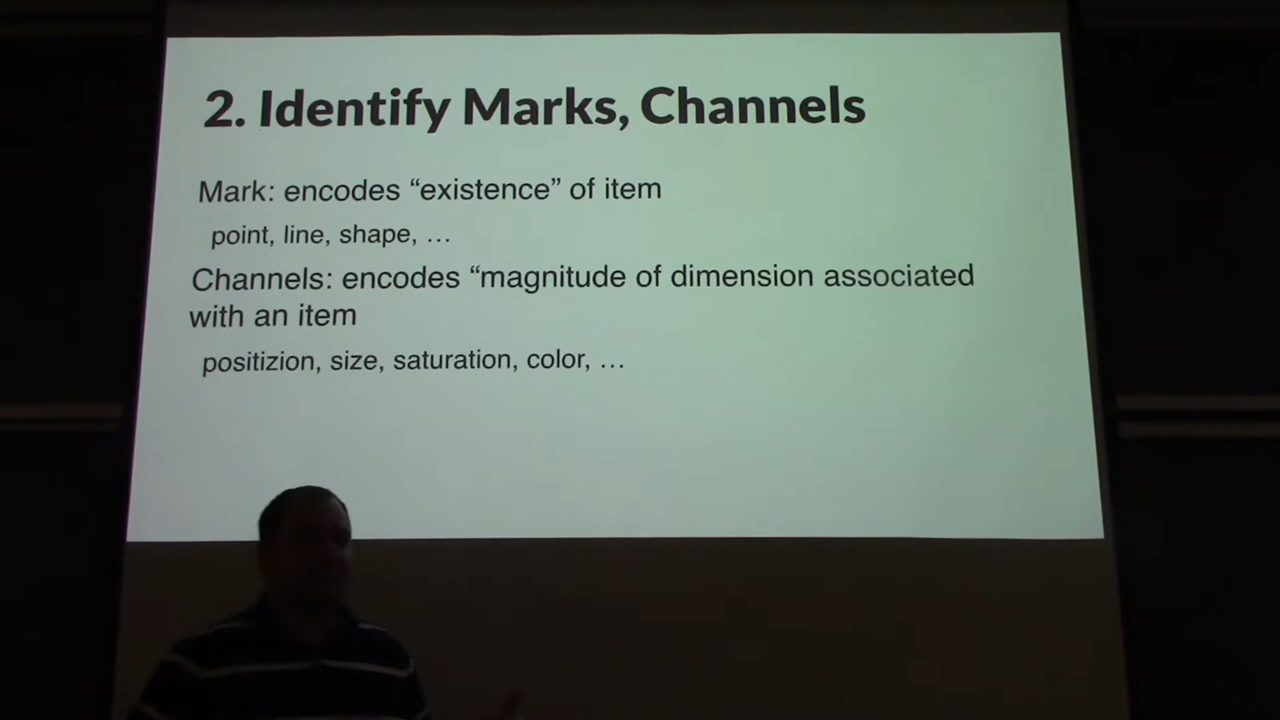 2. Identify Marks, Channels
Mark: encodes “existence” of item
point, line, shape, …
Channels: encodes “magnitude of dimension associated
with an item
positizion, size, saturation, color, …